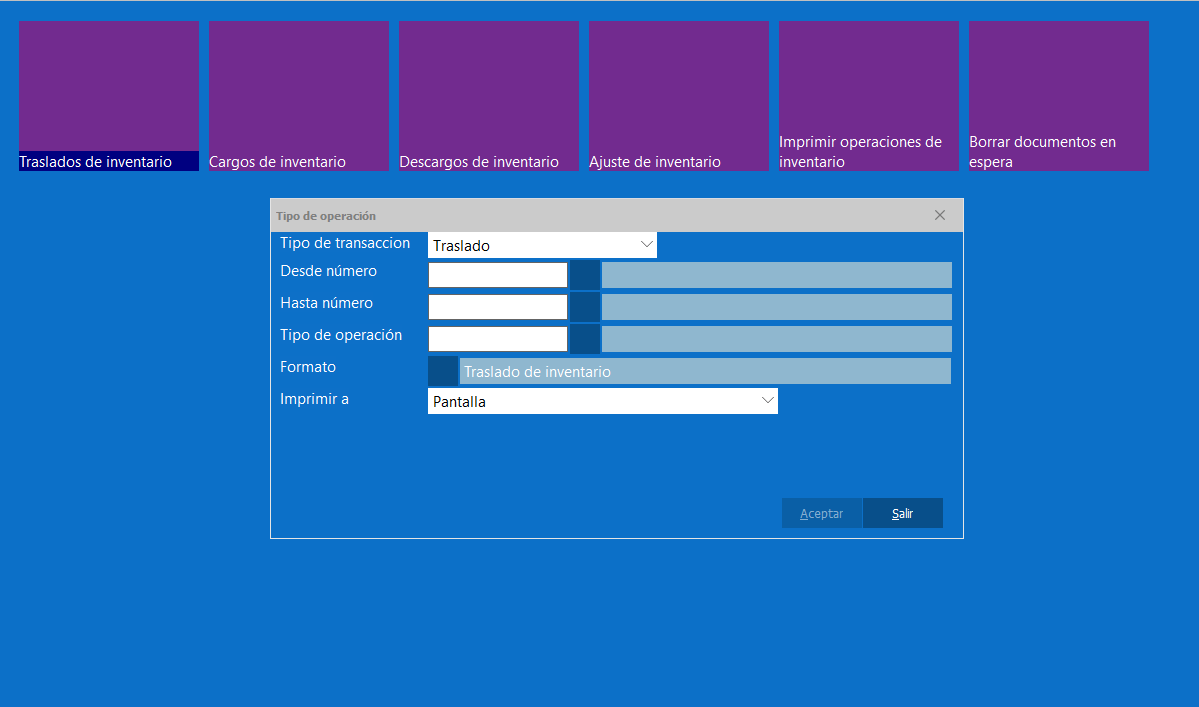 Traslados de inventario
Cargos de inventario
Descargos de inventario
Ajuste de inventario
Imprimir operaciones de
inventario
Borrar documentos en
espera
Tipo de operación
Tipo de transaccion
Traslado
Desde número
Hasta número
Tipo de operación
Formato
Traslado de inventario
Imprimir a
Pantalla
Aceptar
Salir